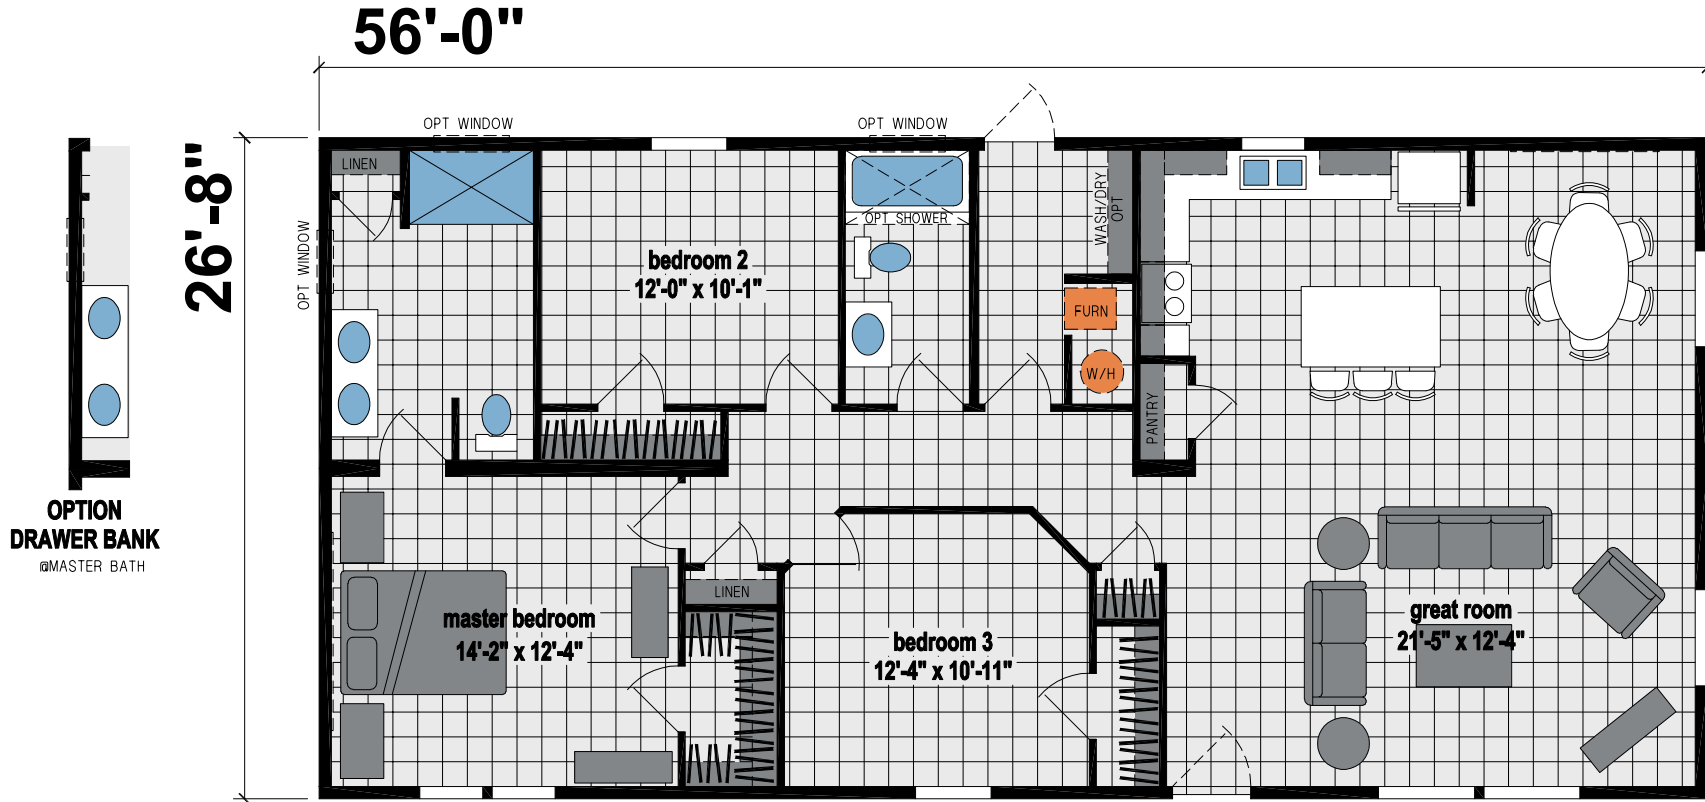 56'-0"
26'-8"
OPT WINDOW
OPT WINDOW
LINEN
OPT WINDOW
OPT SHOWER
WASH/DRY
OPT
bedroom 2
12'-0" x 10'-1"
FURN
W/H
PANTRY
OPTION
DRAWER BANK
@MASTER BATH
LINEN
master bedroom
14'-2" x 12'-4"
bedroom 3
12'-4" x 10'-11"
great room
21'-5" x 12'-4"